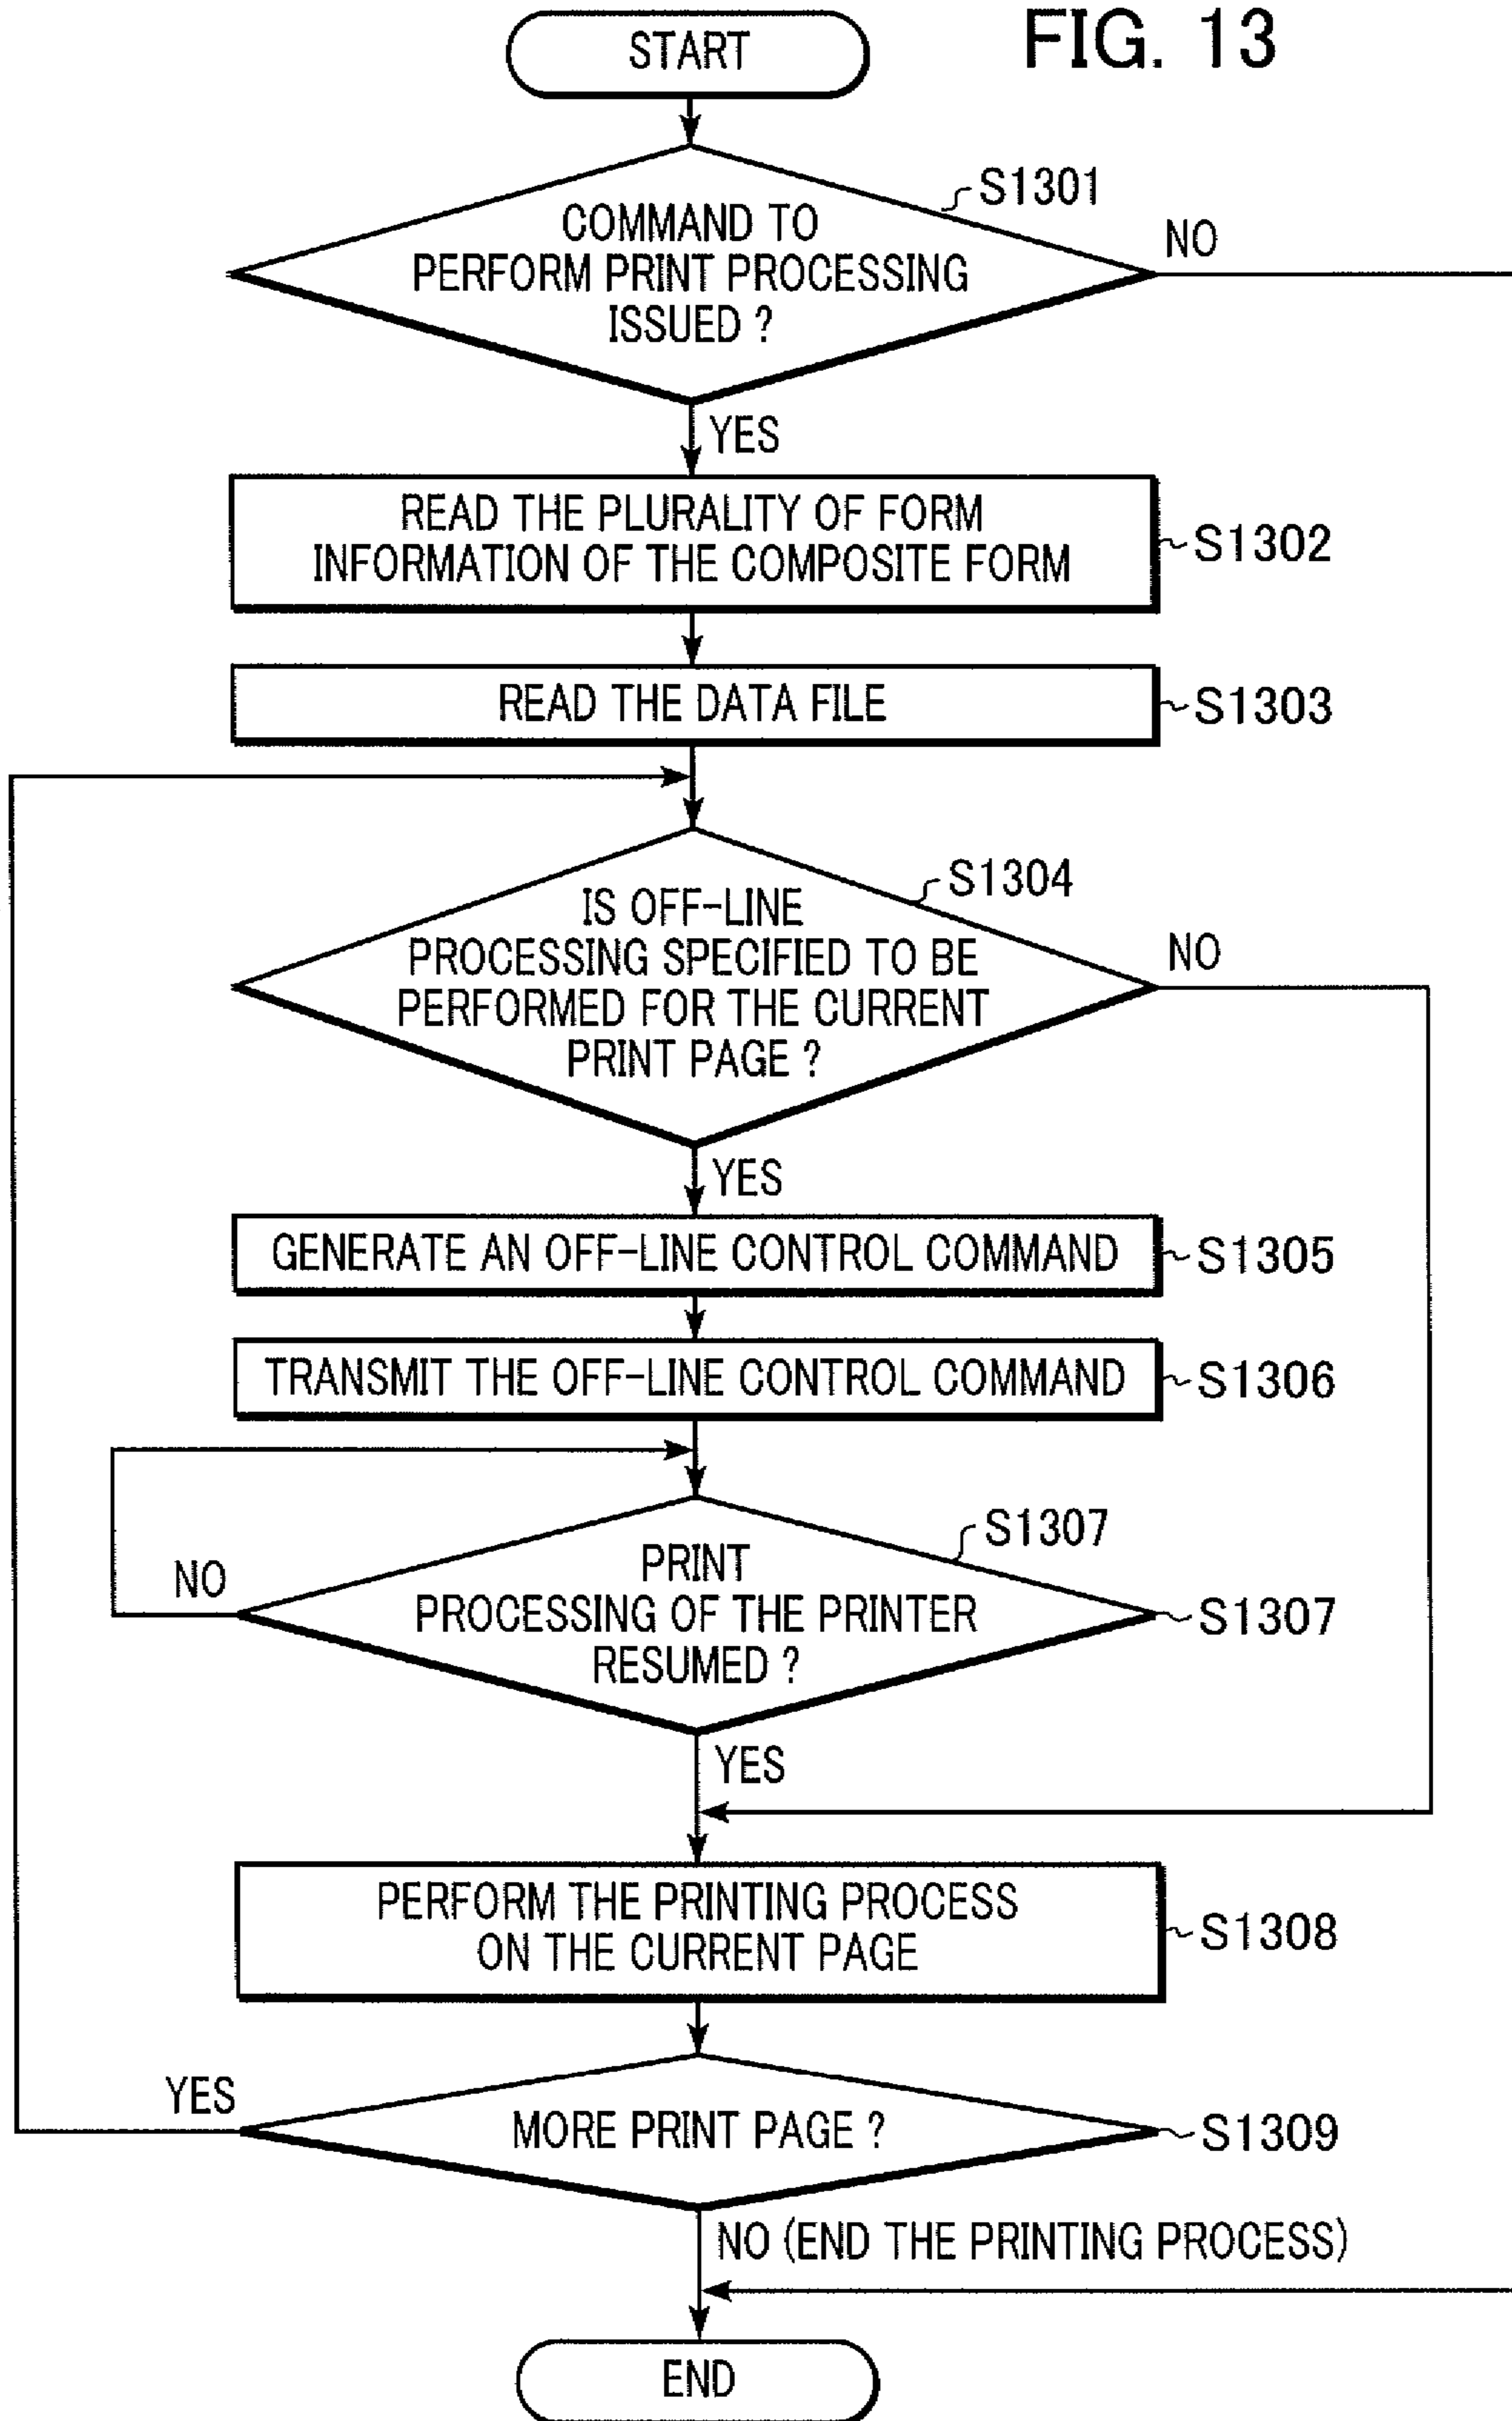 FIG. 13
START
S1301
COMMAND TO
PERFORM PRINT PROCESSING
ISSUED ?
NO
YES
READ THE PLURALITY OF FORM
INFORMATION OF THE COMPOSITE FORM
S1302
READ THE DATA FILE
S1303
S1304
IS OFF-LINE
PROCESSING SPECIFIED TO BE
PERFORMED FOR THE CURRENT
PRINT PAGE ?
NO
YES
GENERATE AN OFF-LINE CONTROL COMMAND
S1305
TRANSMIT THE OFF-LINE CONTROL COMMAND
S1306
S1307
PRINT
PROCESSING OF THE PRINTER
RESUMED ?
NO
S1307
YES
PERFORM THE PRINTING PROCESS
ON THE CURRENT PAGE
S1308
YES
MORE PRINT PAGE ?
S1309
NO (END THE PRINTING PROCESS)
END